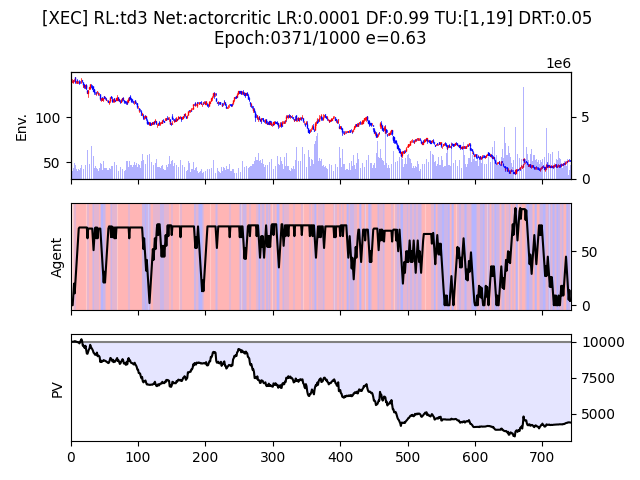 [XEC] RL:td3 Net:actorcritic LR:0.0001 DF:0.99 TU:[1,19] DRT:0.05
Epoch:0371/1000 e=0.63
1e6
Env.
100
50
5
0
Agent
50
0
PV
10000
7500
5000
0 100 200 300 400 500 600 700